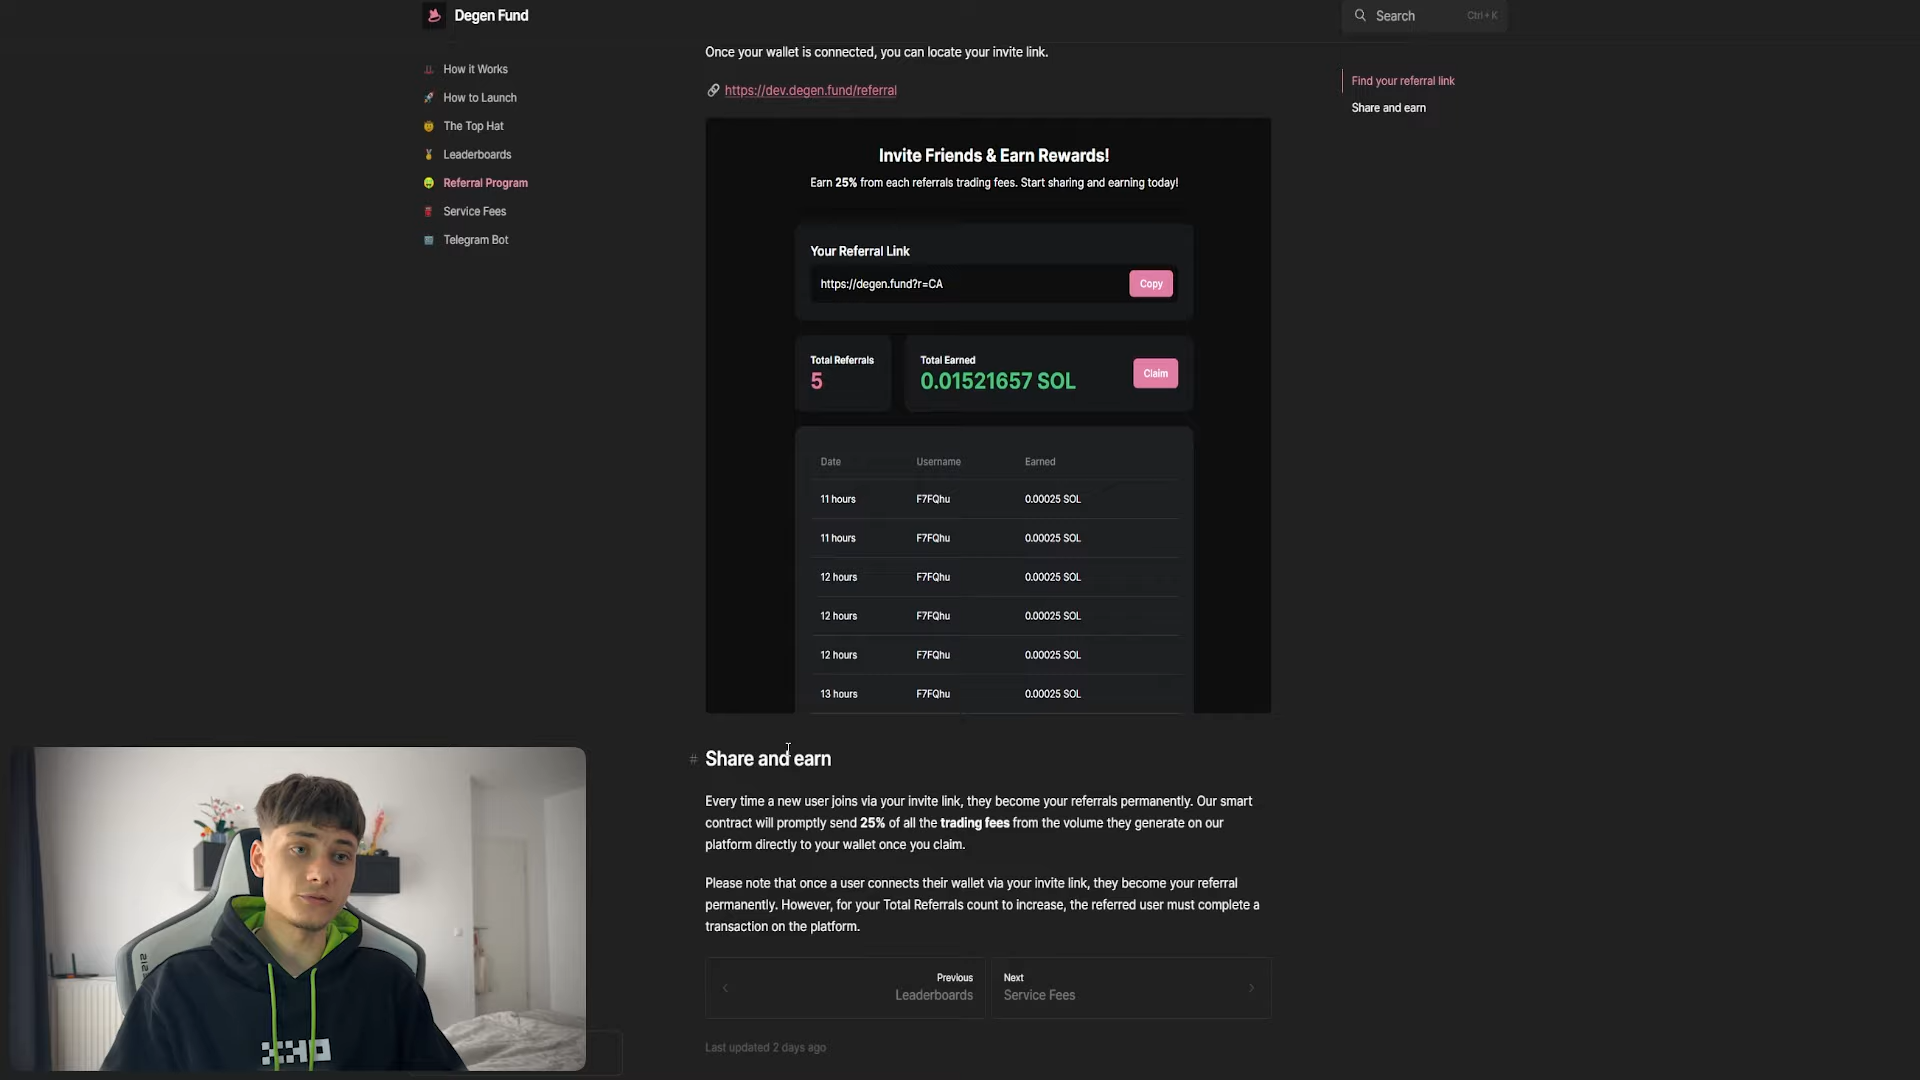 Degen Fund
Search
Ctrl + K
How it Works
How to Launch
The Top Hat
Leaderboards
Referral Program
Service Fees
Telegram Bot
Once your wallet is connected, you can locate your invite link.
https://dev.degen.fund/referral
Find your referral link
Share and earn
Invite Friends & Earn Rewards!
Earn 25% from each referrals trading fees. Start sharing and earning today!
Your Referral Link
https://degen.fund?r=CA
Copy
Total Referrals
5
Total Earned
0.01521657 SOL
Claim
Date Username Earned
11 hours F7FQhu 0.00025 SOL
11 hours F7FQhu 0.00025 SOL
12 hours F7FQhu 0.00025 SOL
12 hours F7FQhu 0.00025 SOL
12 hours F7FQhu 0.00025 SOL
13 hours F7FQhu 0.00025 SOL
# Share and earn
Every time a new user joins via your invite link, they become your referrals permanently. Our smart
contract will promptly send 25% of all the trading fees from the volume they generate on our
platform directly to your wallet once you claim.
Please note that once a user connects their wallet via your invite link, they become your referral
permanently. However, for your Total Referrals count to increase, the referred user must complete a
transaction on the platform.
Previous
Leaderboards
Next
Service Fees
Last updated 2 days ago